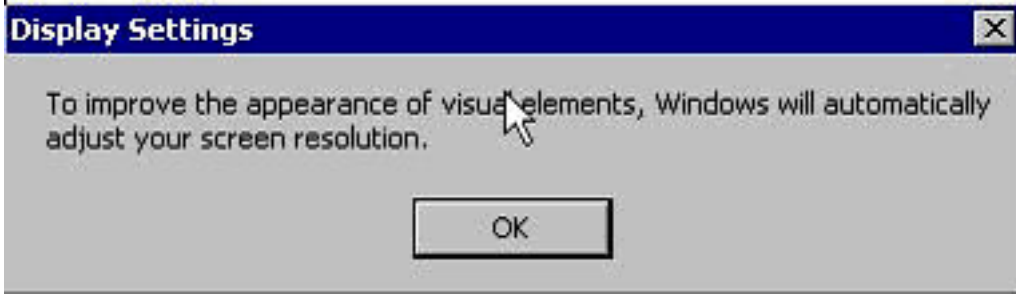 Display Settings
To improve the appearance of visual elements, Windows will automatically
adjust your screen resolution.
OK